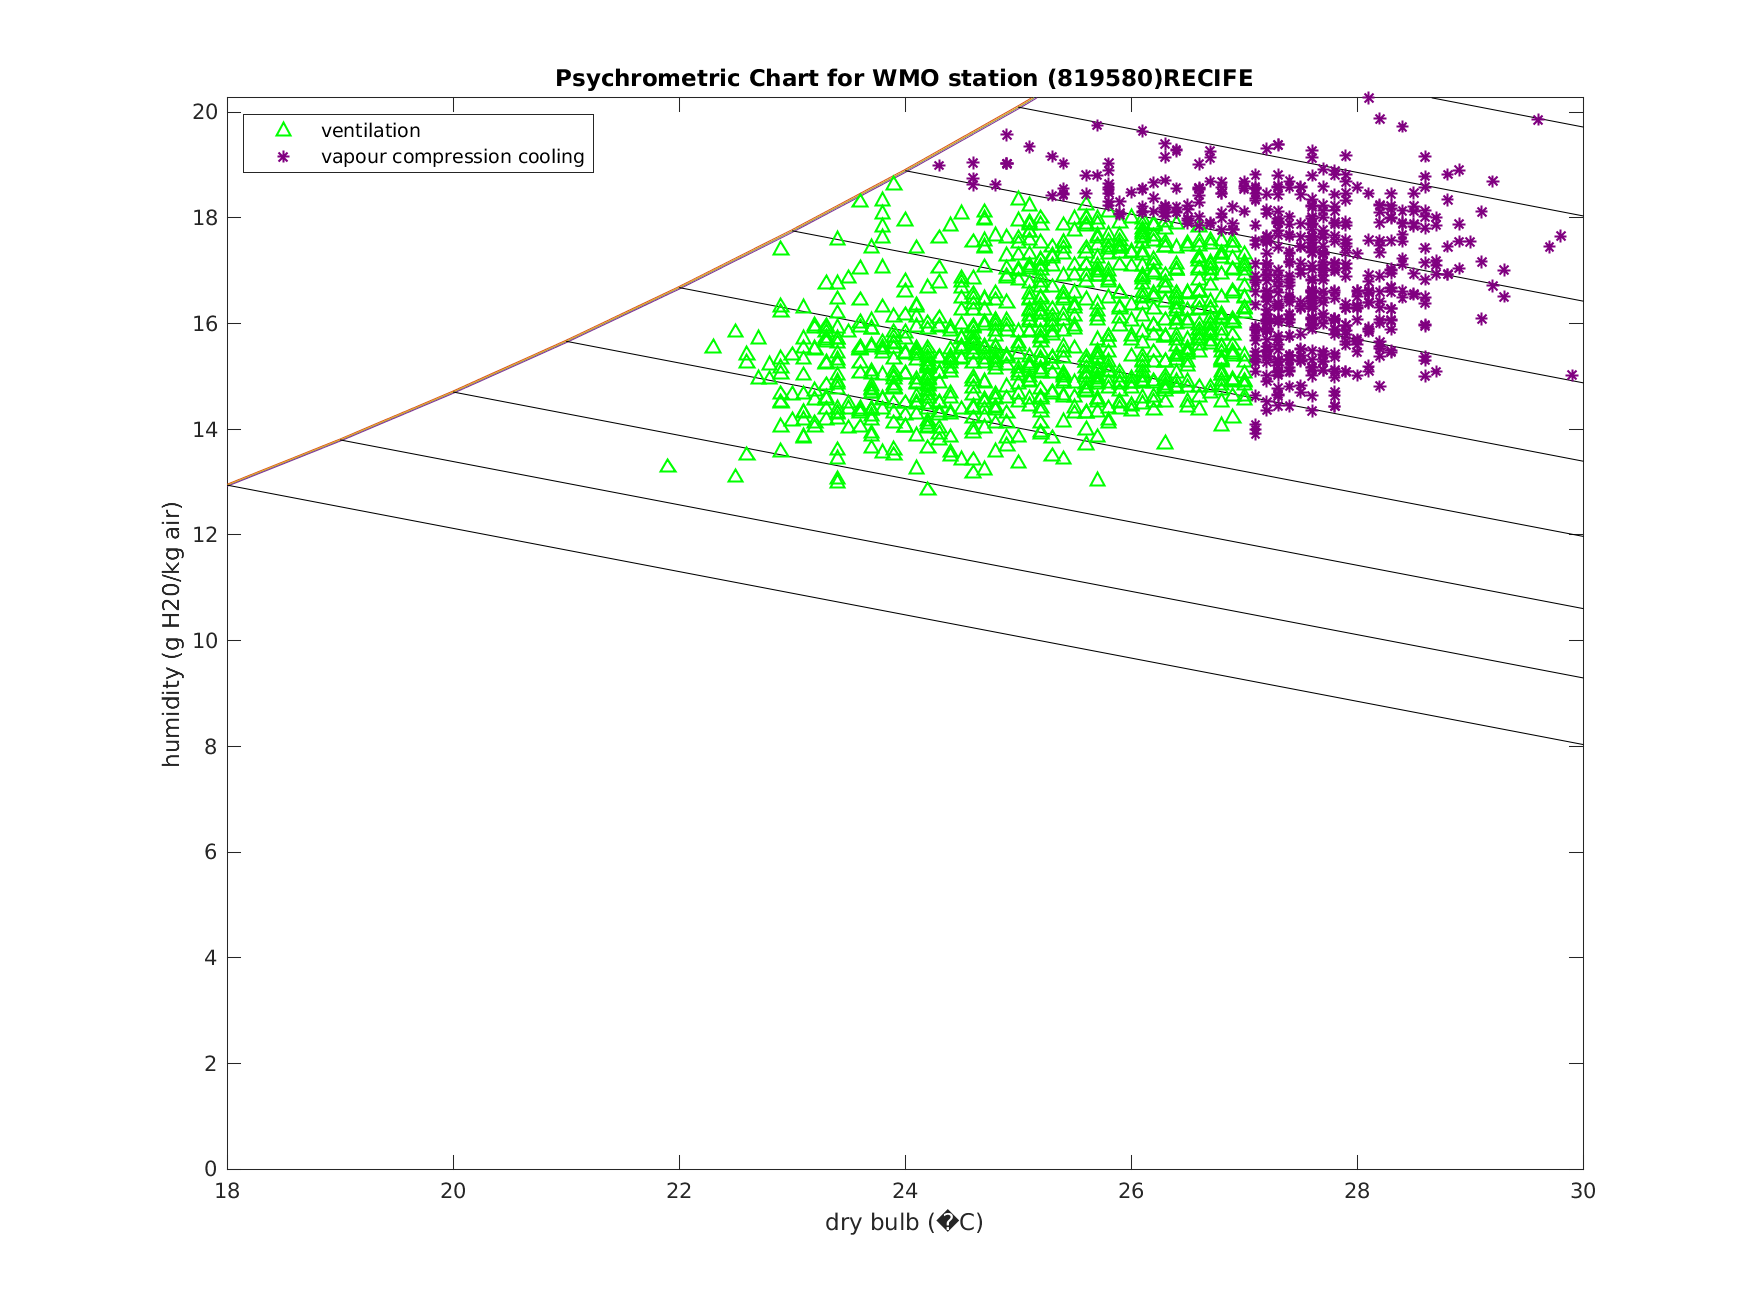 Psychrometric Chart for WMO station (819580)RECIFE
ventilation
vapour compression cooling
humidity (g H20/kg air)
20
18
16
14
12
10
8
6
4
2
0
18 20 22 24 26 28 30
dry bulb (�C)